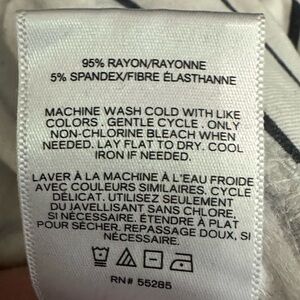 95% RAYON/RAYONNE
5% SPANDEX/FIBRE ÉLASTHANNE
MACHINE WASH COLD WITH LIKE
COLORS . GENTLE CYCLE . ONLY
NON-CHLORINE BLEACH WHEN
NEEDED. LAY FLAT TO DRY. COOL
IRON IF NEEDED.
LAVER À LA MACHINE À L'EAU FROIDE
AVEC COULEURS SIMILAIRES. CYCLE
DÉLICAT. UTILISEZ SEULEMENT
DU JAVELLISANT SANS CHLORE,
SI NÉCESSAIRE. ÉTENDRE À PLAT
POUR SÉCHER. REPASSAGE DOUX, SI
NÉCESSAIRE.
RN# 55285